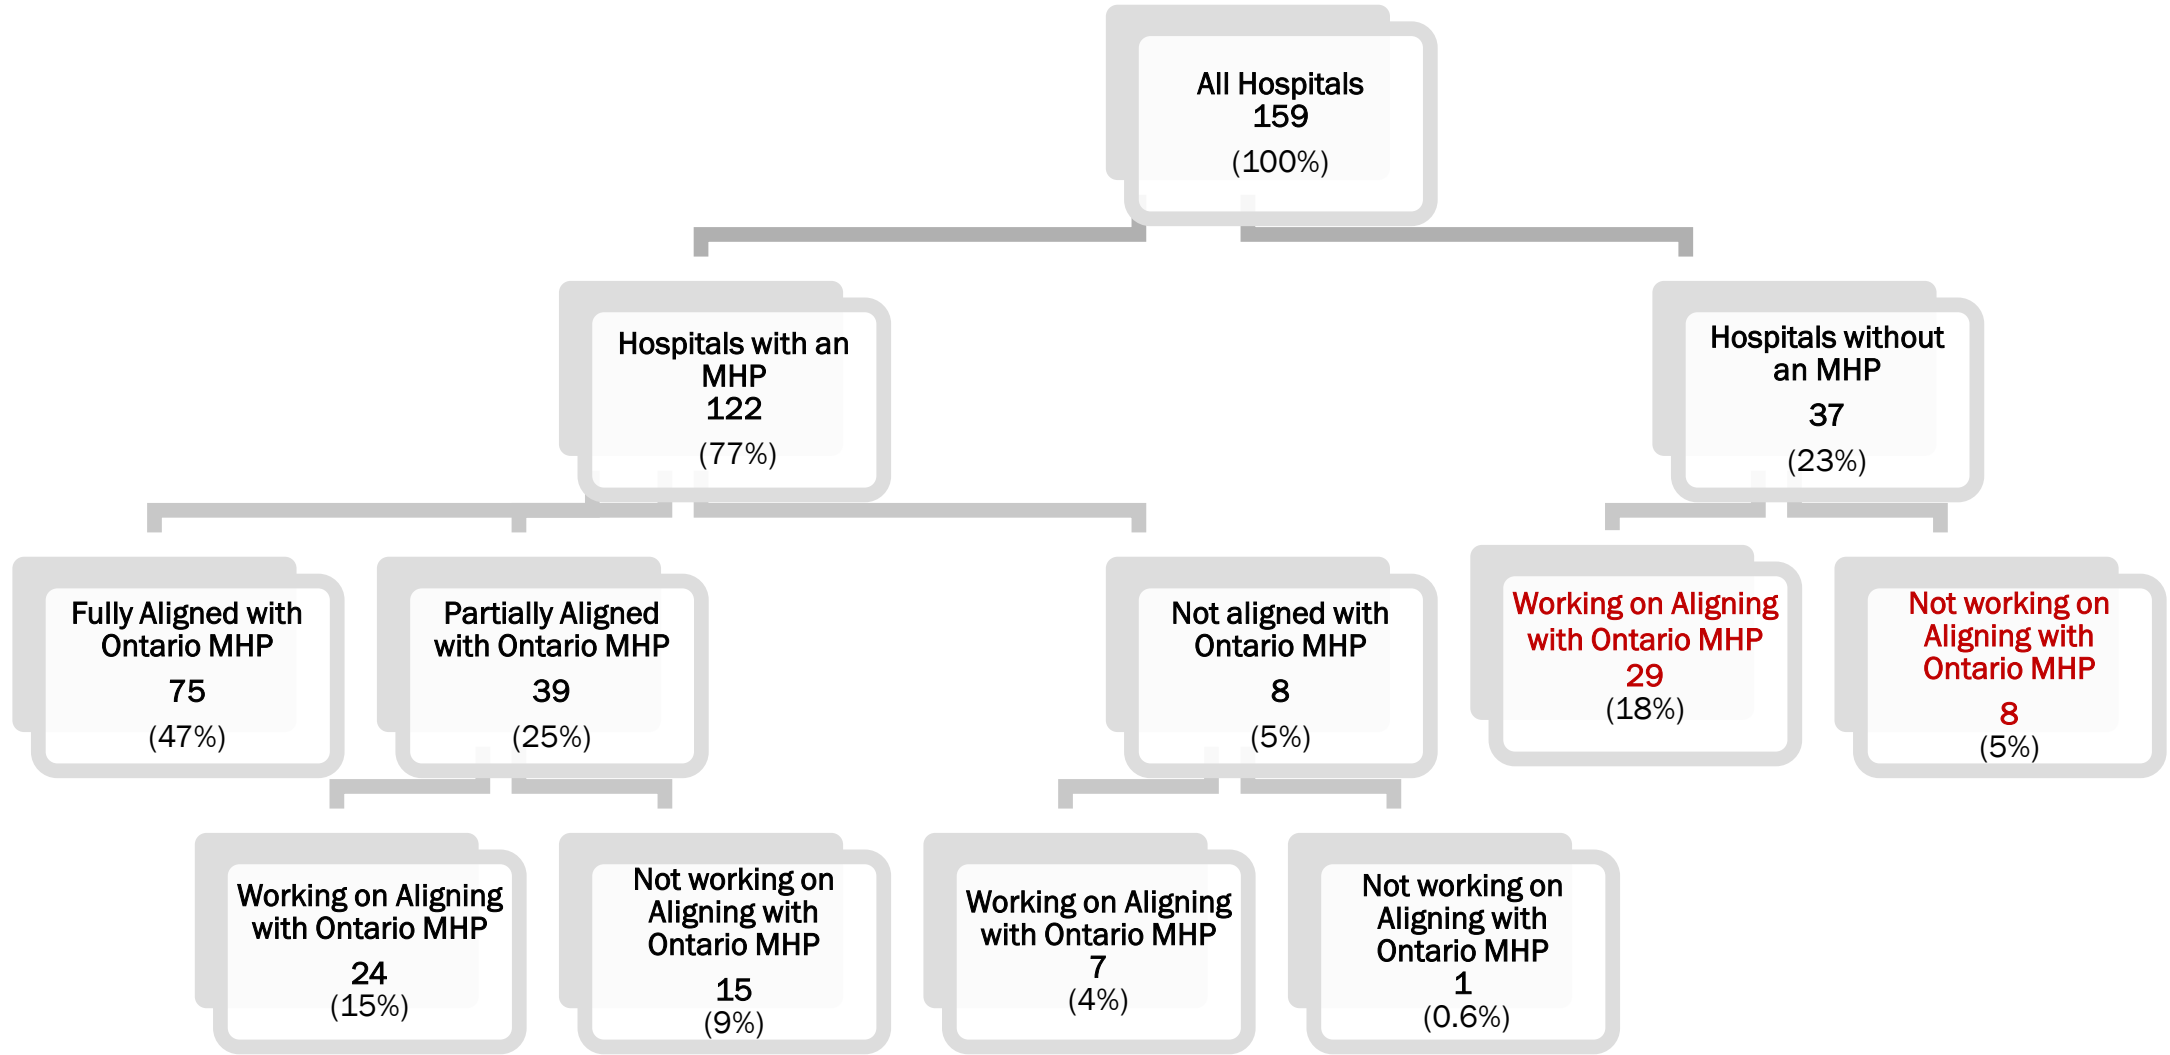 All Hospitals
159
(100%)
Hospitals with an
MHP
122
(77%)
Hospitals without
an MHP
37
(23%)
Fully Aligned with
Ontario MHP
75
(47%)
Partially Aligned
with Ontario MHP
39
(25%)
Not aligned with
Ontario MHP
8
(5%)
Working on Aligning
with Ontario MHP
29
(18%)
Not working on
Aligning with
Ontario MHP
8
(5%)
Working on Aligning
with Ontario MHP
24
(15%)
Not working on
Aligning with
Ontario MHP
15
(9%)
Working on Aligning
with Ontario MHP
7
(4%)
Not working on
Aligning with
Ontario MHP
1
(0.6%)